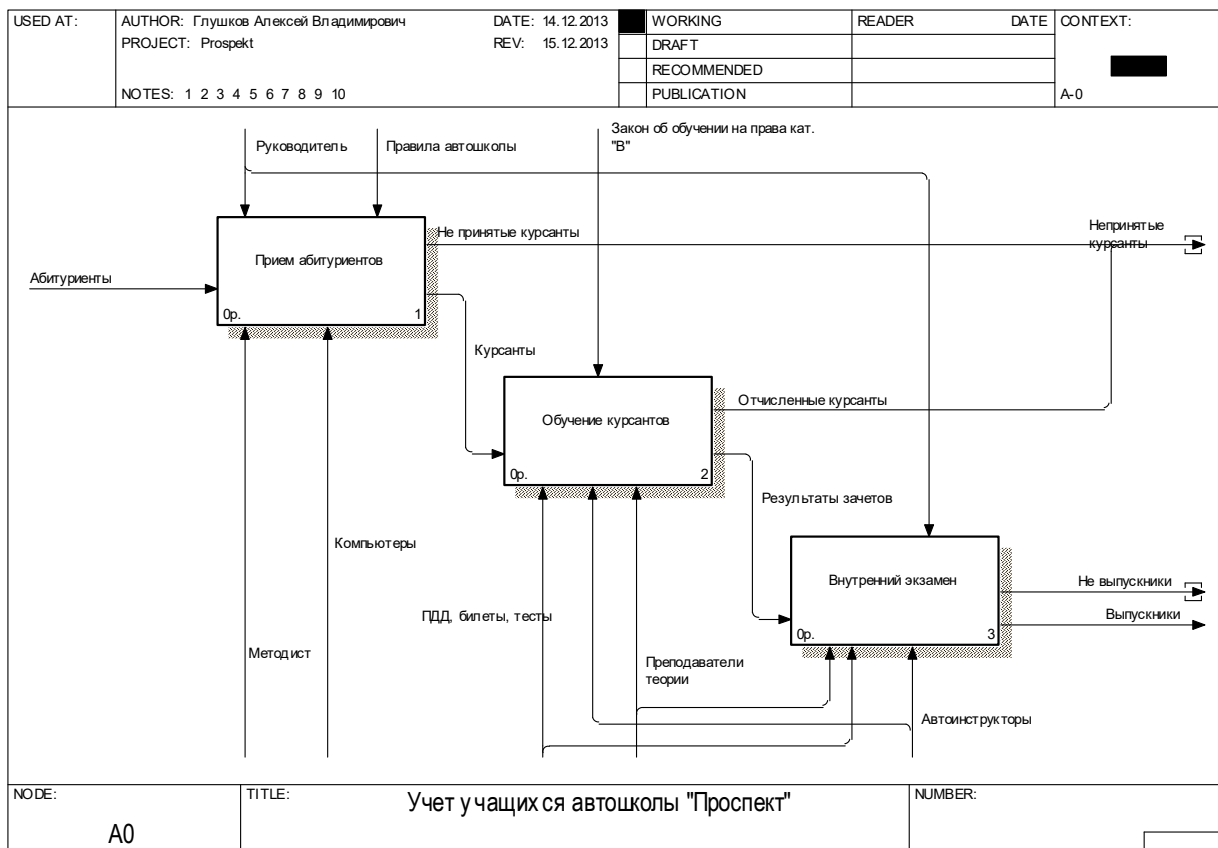 USED AT:
AUTHOR: Глушков Алексей Владимирович
DATE: 14.12.2013
WORKING
READER
DATE
CONTEXT:
PROJECT: Prospekt
REV: 15.12.2013
DRAFT
RECOMMENDED
NOTES: 1 2 3 4 5 6 7 8 9 10
PUBLICATION
A-0
Руководитель
Правила автошколы
Закон об обучении на права кат.
"В"
Не принятые курсанты
Непринятые
курсанты
Прием абитуриентов
Абитуриенты
0р.
1
Курсанты
Отчисленные курсанты
Обучение курсантов
0р.
2
Результаты зачетов
Компьютеры
Внутренний экзамен
Не выпускники
Выпускники
ПДД, билеты, тесты
0р.
3
Методист
Преподаватели
теории
Автоинструкторы
NODE:
TITLE:
NUMBER:
Учет учащихся автошколы "Проспект"
A0